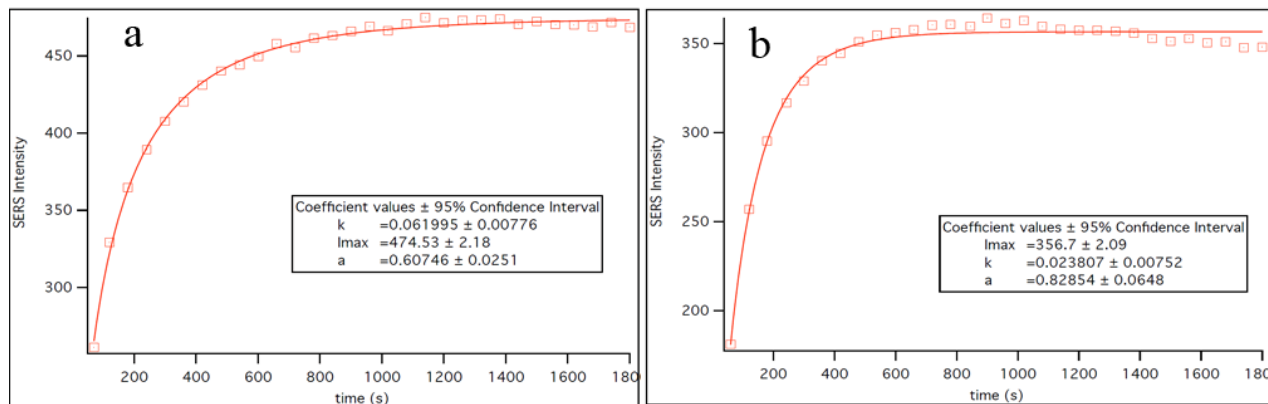 a
SERS Intensity
450
400
350
300
Coefficient values ± 95% Confidence Interval
k =0.061995 ± 0.00776
Imax =474.53 ± 2.18
a =0.60746 ± 0.0251
200 400 600 800 1000 1200 1400 1600 180
time (s)
b
SERS Intensity
350
300
250
200
Coefficient values ± 95% Confidence Interval
Imax =356.7 ± 2.09
k =0.023807 ± 0.00752
a =0.82854 ± 0.0648
200 400 600 800 1000 1200 1400 1600 1800
time (s)